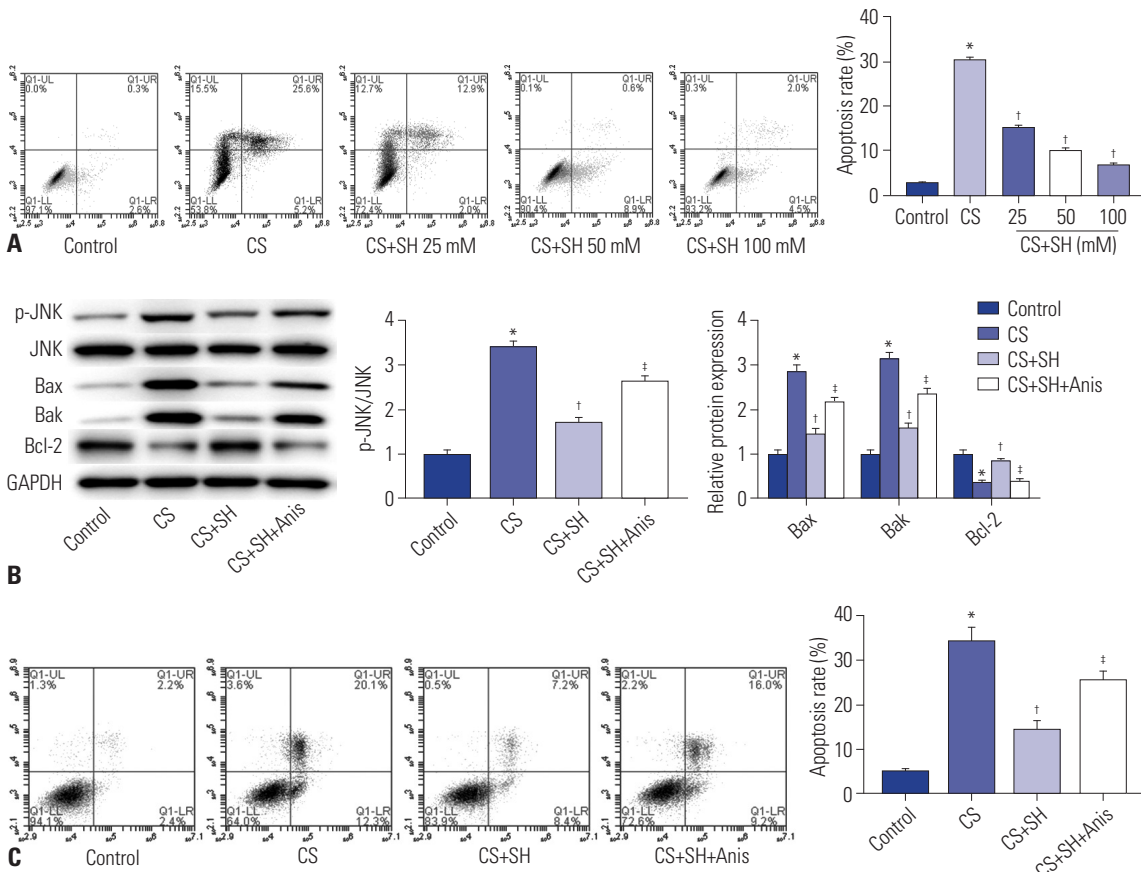 Q1-UL Q1-UR
0.0% 0.3%
Q1-LL Q1-LR
97.1% 2.6%
Control
Q1-UL Q1-UR
15.5% 25.6%
Q1-LL Q1-LR
53.8% 5.2%
CS
Q1-UL Q1-UR
12.7% 12.9%
Q1-LL Q1-LR
72.4% 2.0%
CS+SH 25 mM
Q1-UL Q1-UR
0.1% 0.6%
Q1-LL Q1-LR
90.4% 8.9%
CS+SH 50 mM
Q1-UL Q1-UR
0.3% 2.0%
Q1-LL Q1-LR
93.2% 4.5%
CS+SH 100 mM
Apoptosis rate (%)
40
30
20
10
0
* † † †
Control CS 25 50 100
CS+SH (mM)
A
p-JNK
JNK
Bax
Bak
Bcl-2
GAPDH
Control CS CS+SH CS+SH+Anis
p-JNK/JNK
4
3
2
1
0
* † ‡
Control CS CS+SH CS+SH+Anis
Relative protein expression
4
3
2
1
0
* † ‡ * † ‡ * † ‡
Bax Bak Bcl-2
Control
CS
CS+SH
CS+SH+Anis
B
Q1-UL Q1-UR
1.3% 2.2%
Q1-LL Q1-LR
94.1% 2.4%
Control
Q1-UL Q1-UR
3.6% 20.1%
Q1-LL Q1-LR
64.0% 12.3%
CS
Q1-UL Q1-UR
0.5% 7.2%
Q1-LL Q1-LR
83.9% 8.4%
CS+SH
Q1-UL Q1-UR
2.2% 16.0%
Q1-LL Q1-LR
72.6% 9.2%
CS+SH+Anis
Apoptosis rate (%)
40
30
20
10
0
* † ‡
Control CS CS+SH CS+SH+Anis
C